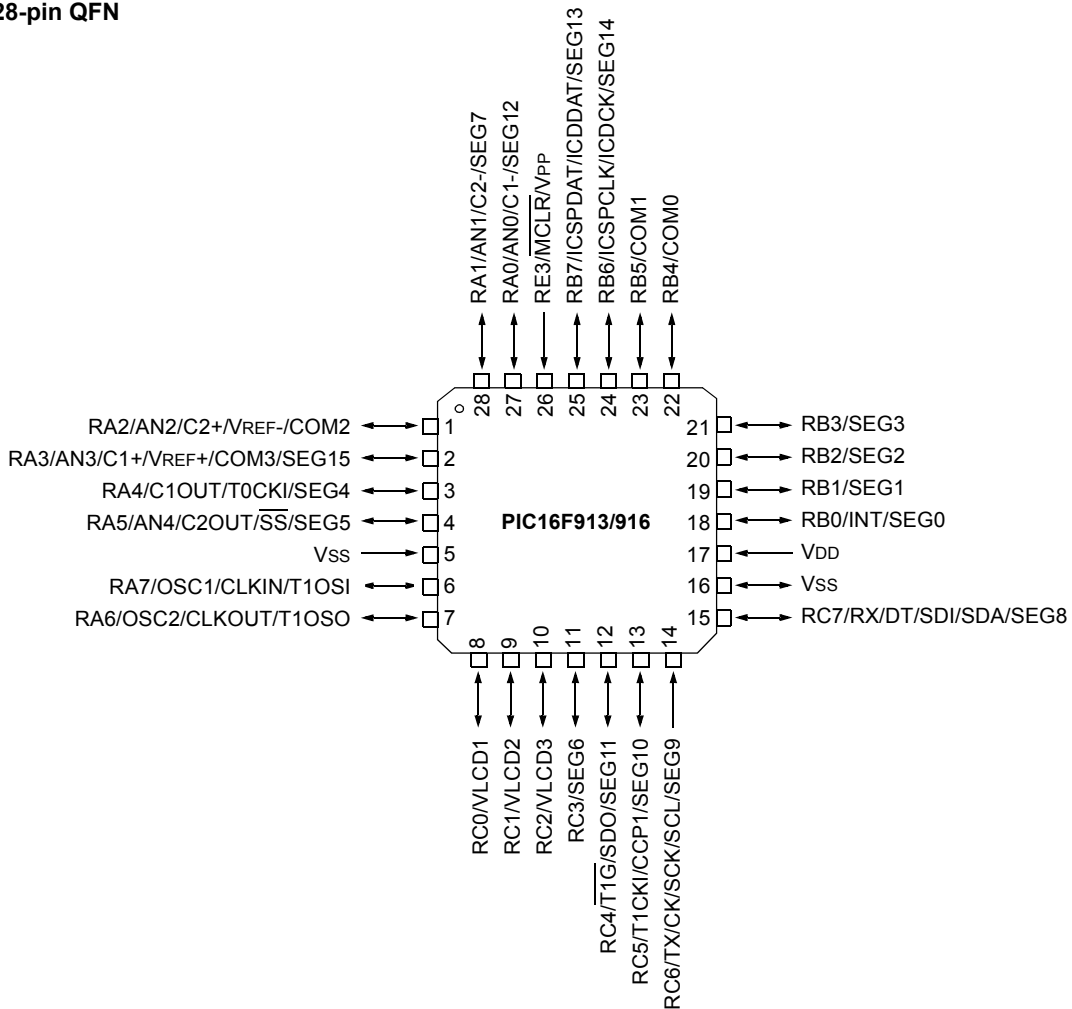 28-pin QFN
RA1/AN1/C2-/SEG7
RA0/AN0/C1-/SEG12
RE3/MCLR/VPP
RB7/ICSPDAT/ICDDAT/SEG13
RB6/ICSPCLK/ICDCK/SEG14
RB5/COM1
RB4/COM0
28
27
26
25
24
23
22
RA2/AN2/C2+/VREF-/COM2
1
RA3/AN3/C1+/VREF+/COM3/SEG15
2
RA4/C1OUT/T0CKI/SEG4
3
RA5/AN4/C2OUT/SS/SEG5
4
VSS
5
RA7/OSC1/CLKIN/T1OSI
6
RA6/OSC2/CLKOUT/T1OSO
7
PIC16F913/916
21
RB3/SEG3
20
RB2/SEG2
19
RB1/SEG1
18
RB0/INT/SEG0
17
VDD
16
VSS
15
RC7/RX/DT/SDI/SDA/SEG8
8
9
10
11
12
13
14
RC0/VLCD1
RC1/VLCD2
RC2/VLCD3
RC3/SEG6
RC4/T1G/SDO/SEG11
RC5/T1CKI/CCP1/SEG10
RC6/TX/CK/SCK/SCL/SEG9